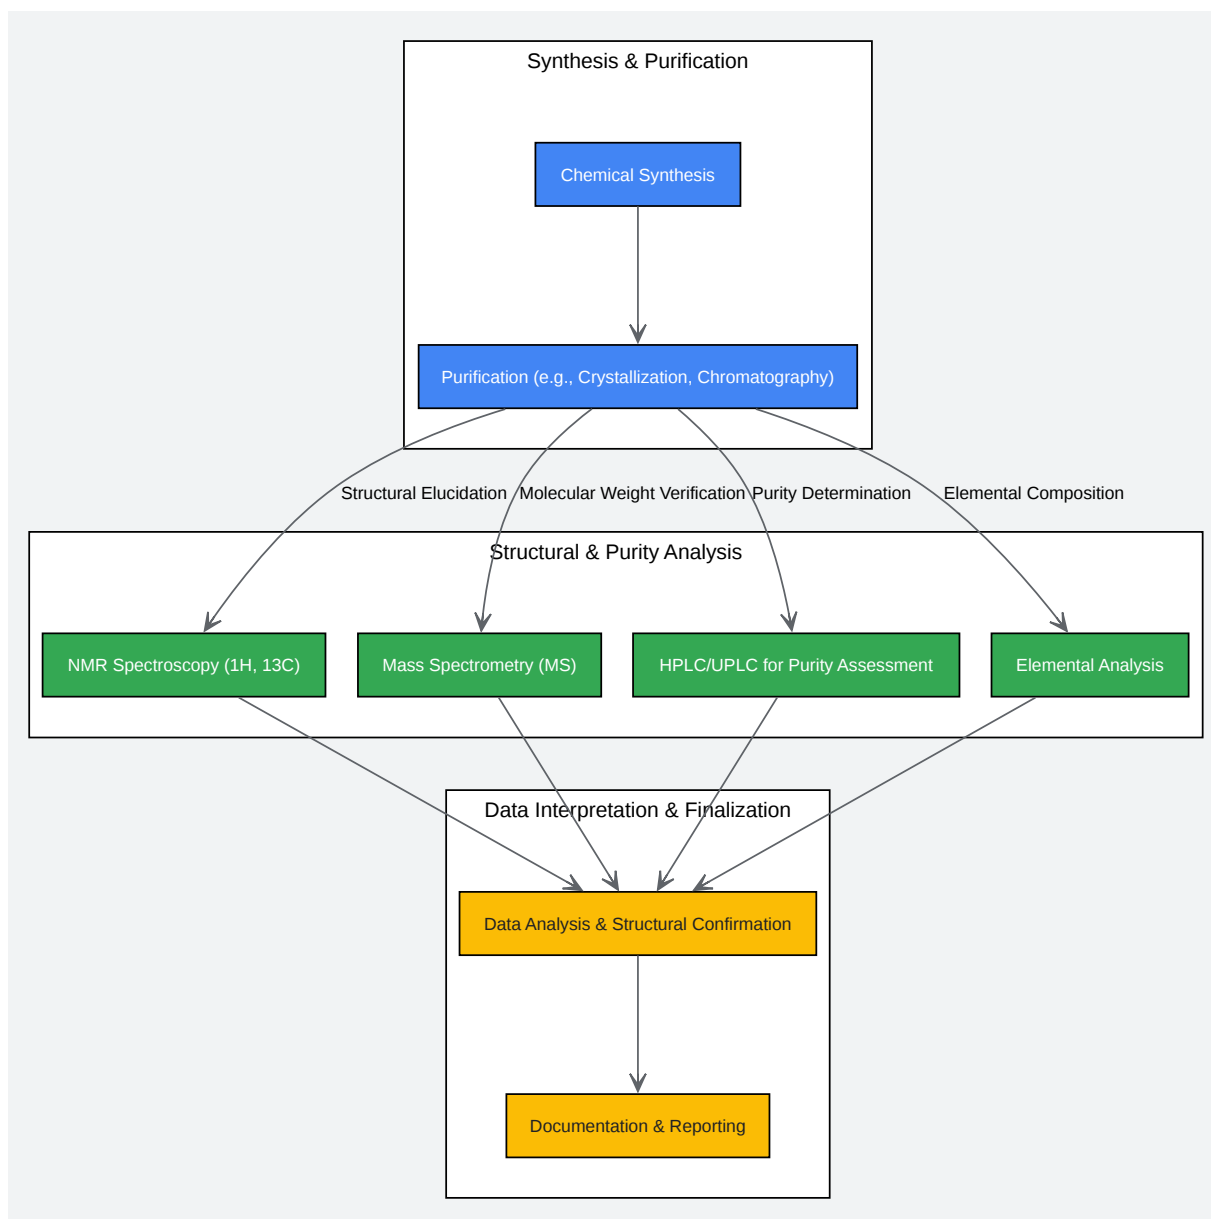 Synthesis & Purification
Chemical Synthesis
Purification (e.g., Crystallization, Chromatography)
Structural Elucidation
Molecular Weight Verification
Purity Determination
Elemental Composition
Structural & Purity Analysis
NMR Spectroscopy (1H, 13C)
Mass Spectrometry (MS)
HPLC/UPLC for Purity Assessment
Elemental Analysis
Data Interpretation & Finalization
Data Analysis & Structural Confirmation
Documentation & Reporting